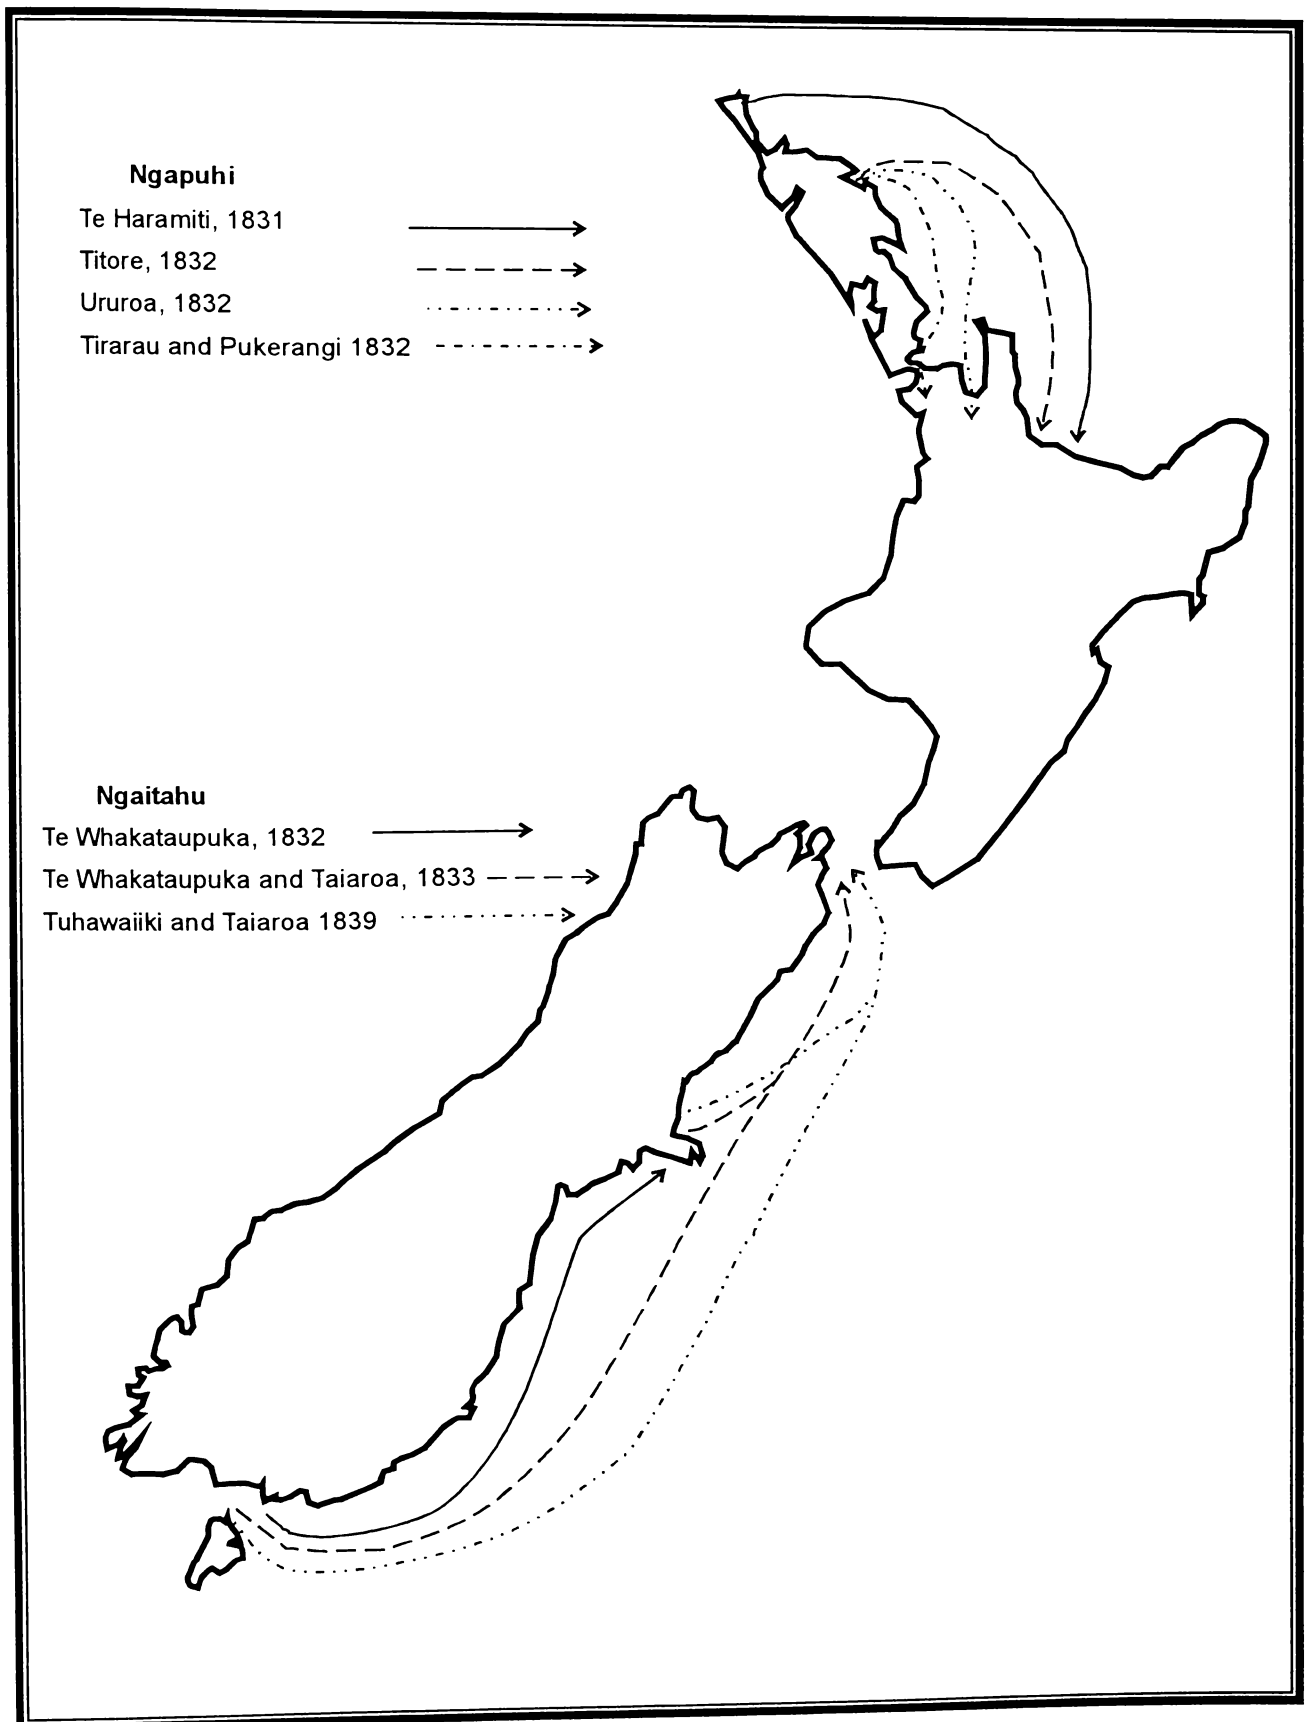 Ngapuhi
Te Haramiti, 1831
Titore, 1832
Ururoa, 1832
Tirarau and Pukerangi 1832
Ngaitahu
Te Whakataupuka, 1832
Te Whakataupuka and Taiaroa, 1833
Tuhawaiiki and Taiaroa 1839